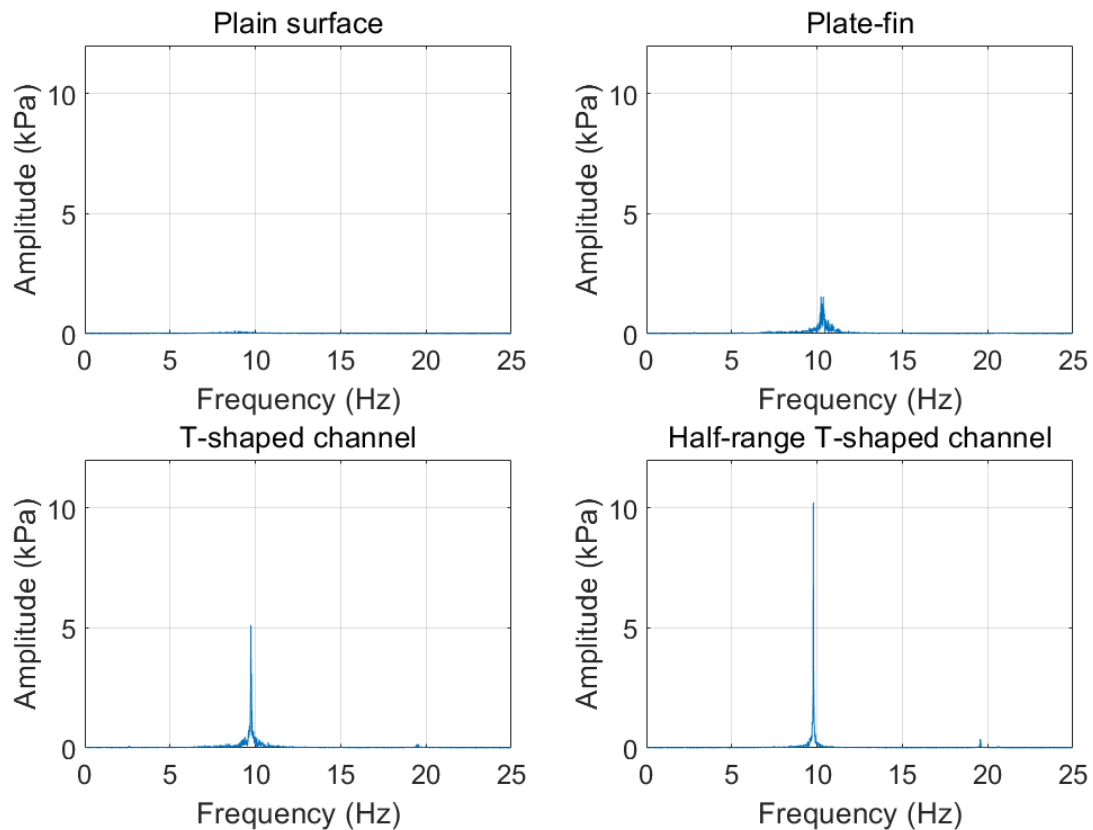 Plain surface
Amplitude (kPa)
10
5
0
0 5 10 15 20 25
Frequency (Hz)
Plate-fin
Amplitude (kPa)
10
5
0
0 5 10 15 20 25
Frequency (Hz)
T-shaped channel
Amplitude (kPa)
10
5
0
0 5 10 15 20 25
Frequency (Hz)
Half-range T-shaped channel
Amplitude (kPa)
10
5
0
0 5 10 15 20 25
Frequency (Hz)